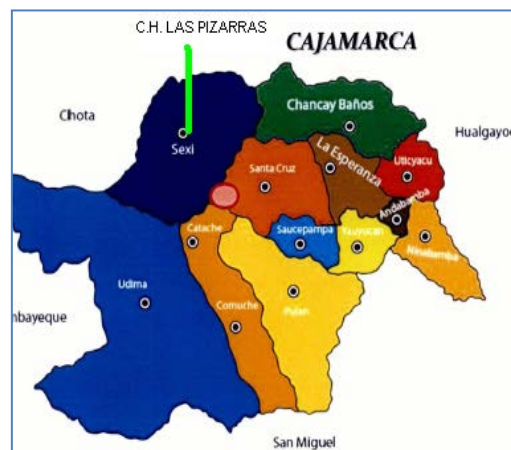 C.H. LAS PIZARRAS
CAJAMARCA
Chota
Chancay Baños
Hualgayoc
Sexi
La Esperanza
Santa Cruz
Uticyacu
Andabamba
Catache
Saucepampa
Yauyucan
Ninabamba
Udima
Comuche
Pulan
mbayeque
San Miguel